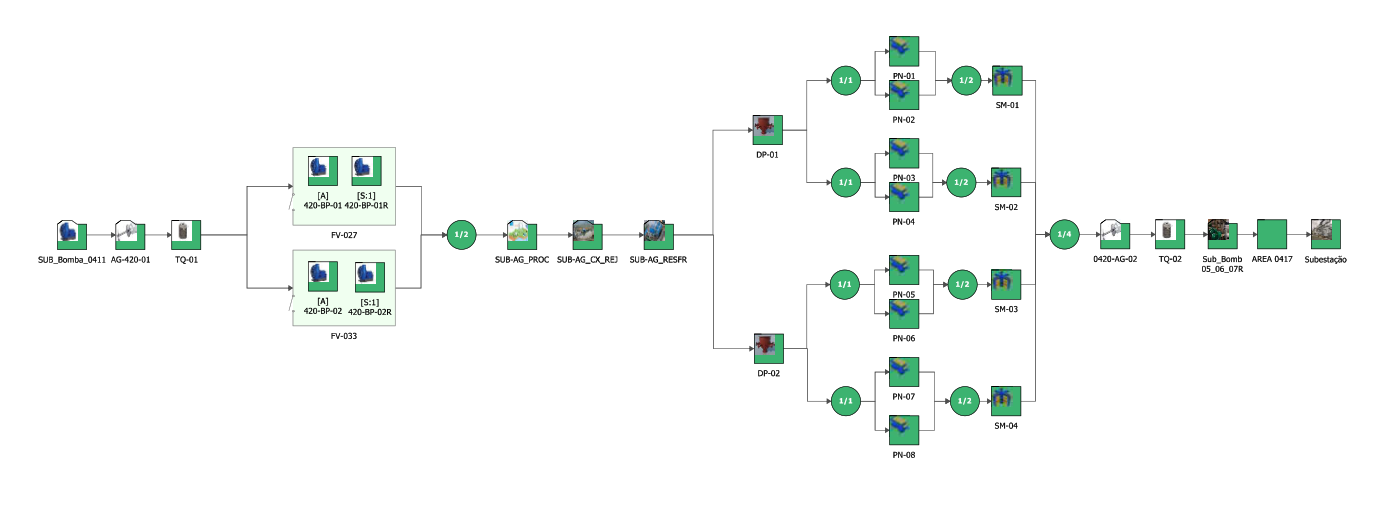 SUB_Bomba_0411
AG-420-01
TQ-01
[A]
420-BP-01
[S:1]
420-BP-01R
FV-027
[A]
420-BP-02
[S:1]
420-BP-02R
FV-033
1/2
SUB-AG_PROC
SUB-AG_CX_REJ
SUB-AG_RESFR
DP-01
DP-02
1/1
PN-01
PN-02
1/2
SM-01
1/1
PN-03
PN-04
1/2
SM-02
1/1
PN-05
PN-06
1/2
SM-03
1/1
PN-07
PN-08
1/2
SM-04
1/4
0420-AG-02
TQ-02
Sub_Bomb
05_06_07R
AREA 0417
Subestação